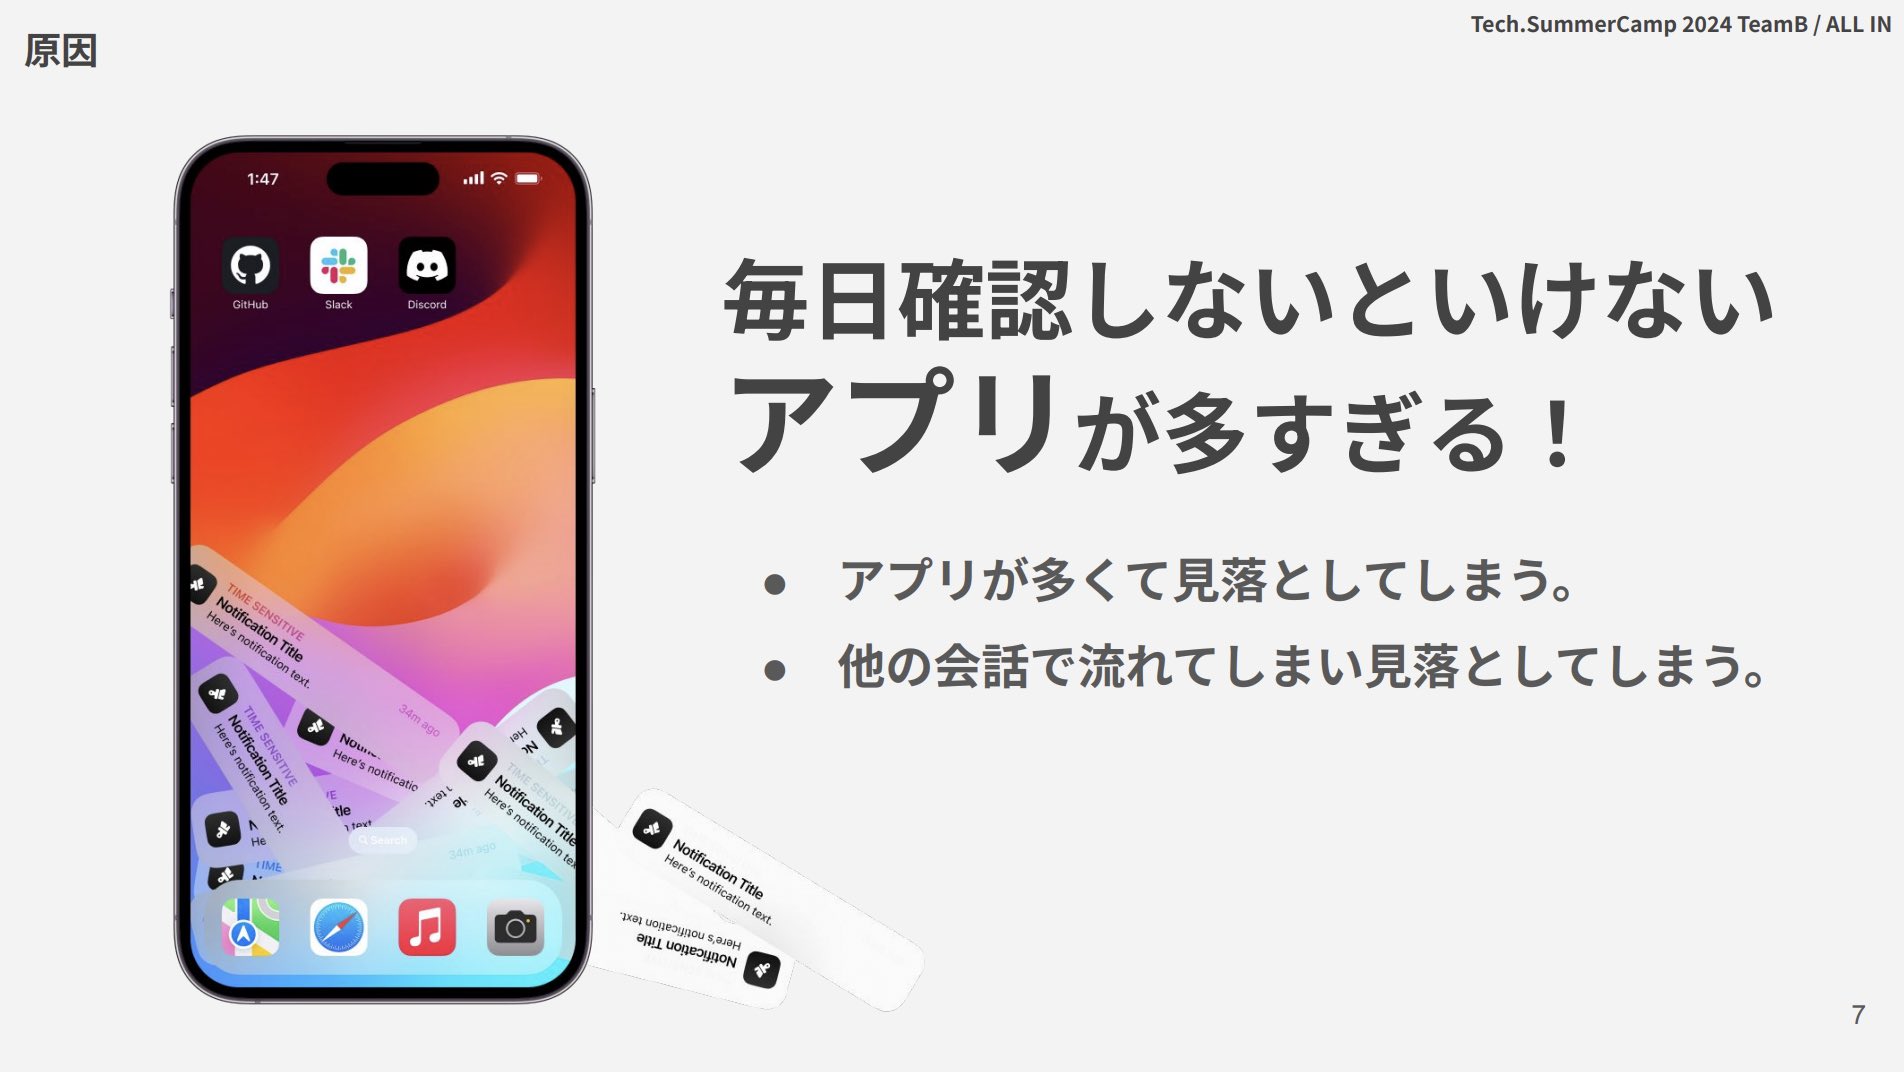 原因
Tech.SummerCamp 2024 TeamB / ALL IN
1:47
GitHub
Slack
Discord
毎日確認しないといけない
アプリが多すぎる！
● アプリが多くて見落としてしまう。
● 他の会話で流れてしまい見落としてしまう。
TIME SENSITIVE
Notification Title
Here's notification text.
34m ago
TIME SENSITIVE
Notification Title
Here's notification text.
Here's notificatio
TIME SENSITIVE
Notification Title
Here's notification tex
Search
34m ago
TIME
Notification Title
Here's notification text.
Here's notification text.
Notification Title
7